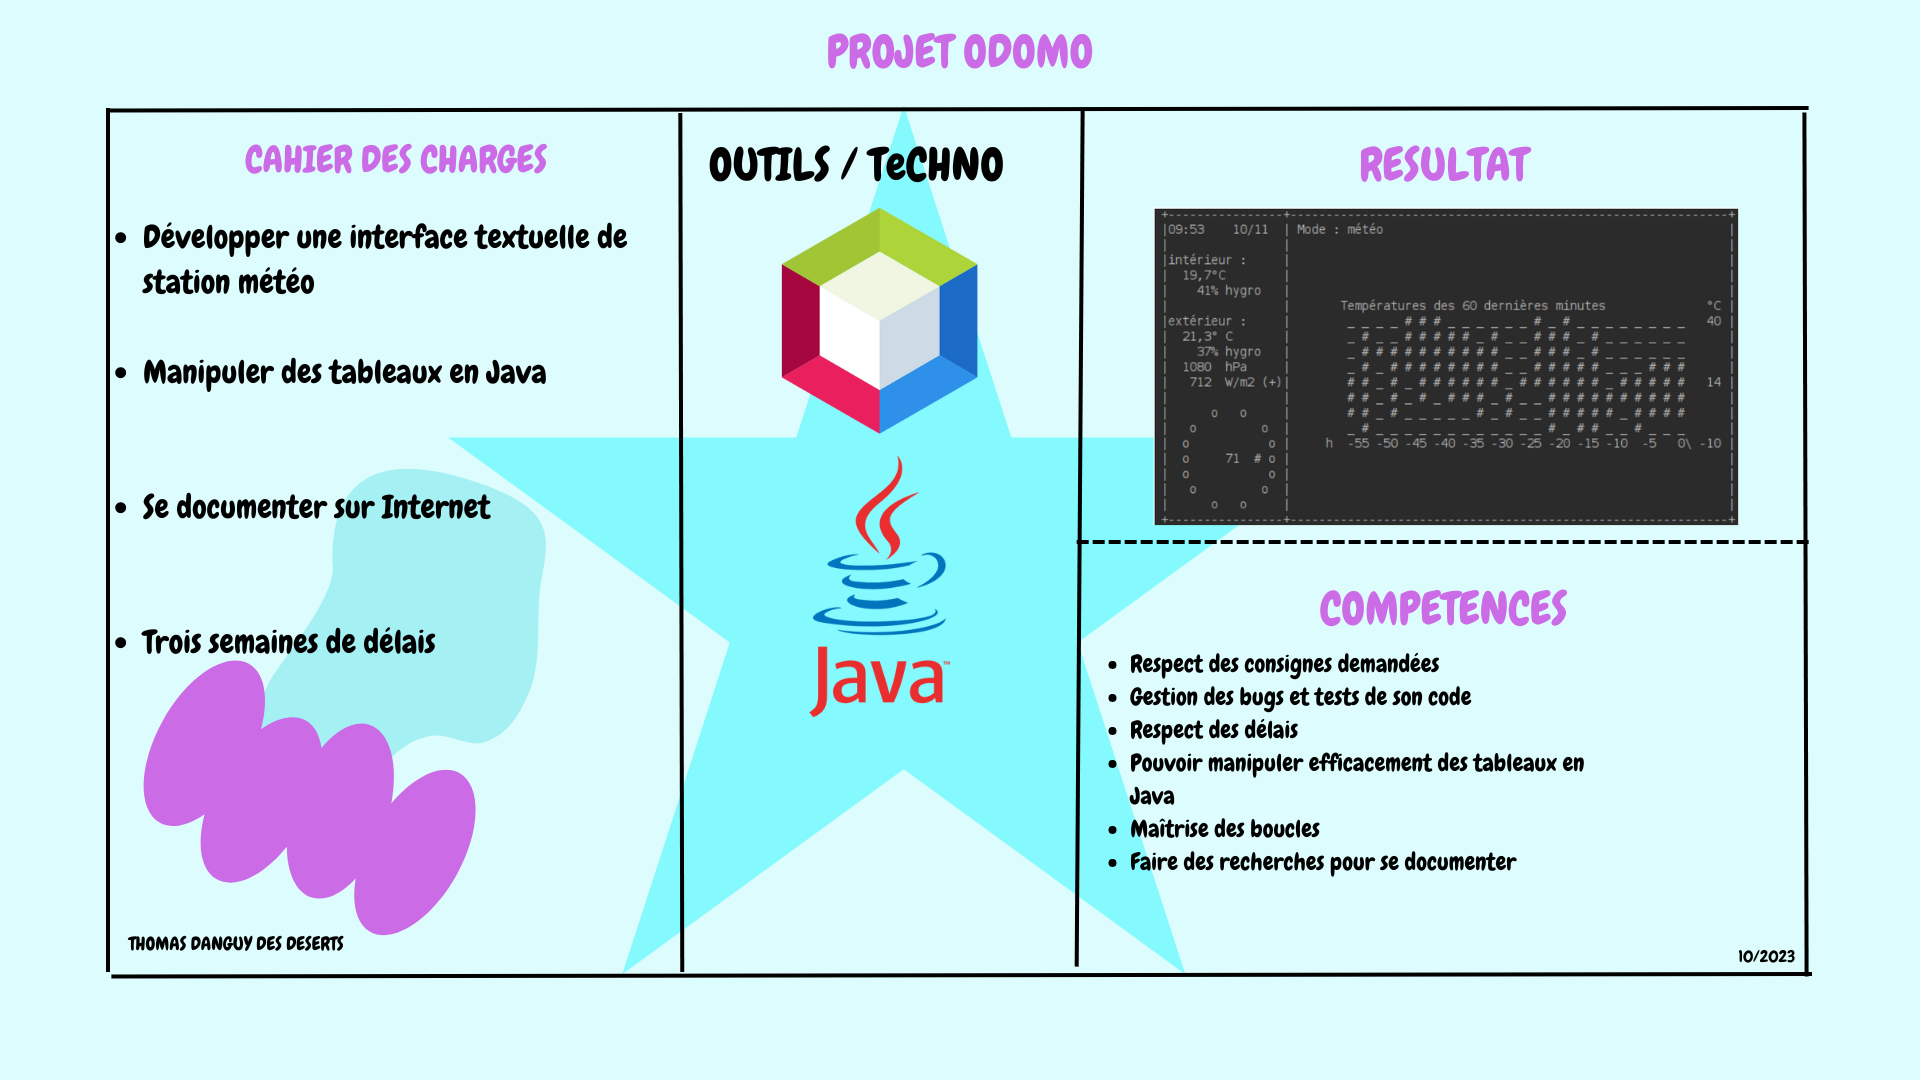 PROJET ODOMO
CAHIER DES CHARGES
• Développer une interface textuelle de
station météo
• Manipuler des tableaux en Java
• Se documenter sur Internet
• Trois semaines de délais
THOMAS DANGUY DES DESERTS
OUTILS / TeCHNO
Java™
RESULTAT
+----------------+-------------------------------------------------------------+
|09:53    10/11  | Mode : météo                                                |
|intérieur :     |
|  19,7°C        |
|    41% hygro   |
|                |      Températures des 60 dernières minutes              °C |
|extérieur :     |       _ _ _ _ # # # _ _ _ _ _ _ # _ # _ _ _ _ _ _ _ _   40 |
|  21,3° C       |       _ # _ _ # # # # # _ # _ _ # # # _ # _ _ _ _ _ _
|    37% hygro   |       _ # # # # # # # # # # _ _ # # # _ # _ _ _ _ _ _
|  1080  hPa     |       _ # _ # # # # # # # # _ _ # # # # # _ _ _ # # #
|   712  W/m2 (+)|       # # _ # _ # # # # # # _ # # # # # # _ # # # # #   14 |
|                |       # # _ # _ # _ # # # _ # _ _ # # # # # # # # # #
|      o   o     |       # # _ # _ _ _ _ _ # _ # _ _ # # # # # _ # # # #
|   o         o  |       _ # _ _ _ _ _ _ _ _ _ _ _ _ # _ # # _ _ # _ _ _
|  o           o |     h  -55 -50 -45 -40 -35 -30 -25 -20 -15 -10  -5   0\ -10 |
|  o     71  # o |
|  o           o |
|   o         o  |
|      o   o     |
+----------------+-------------------------------------------------------------+
COMPETENCES
• Respect des consignes demandées
• Gestion des bugs et tests de son code
• Respect des délais
• Pouvoir manipuler efficacement des tableaux en
Java
• Maîtrise des boucles
• Faire des recherches pour se documenter
10/2023